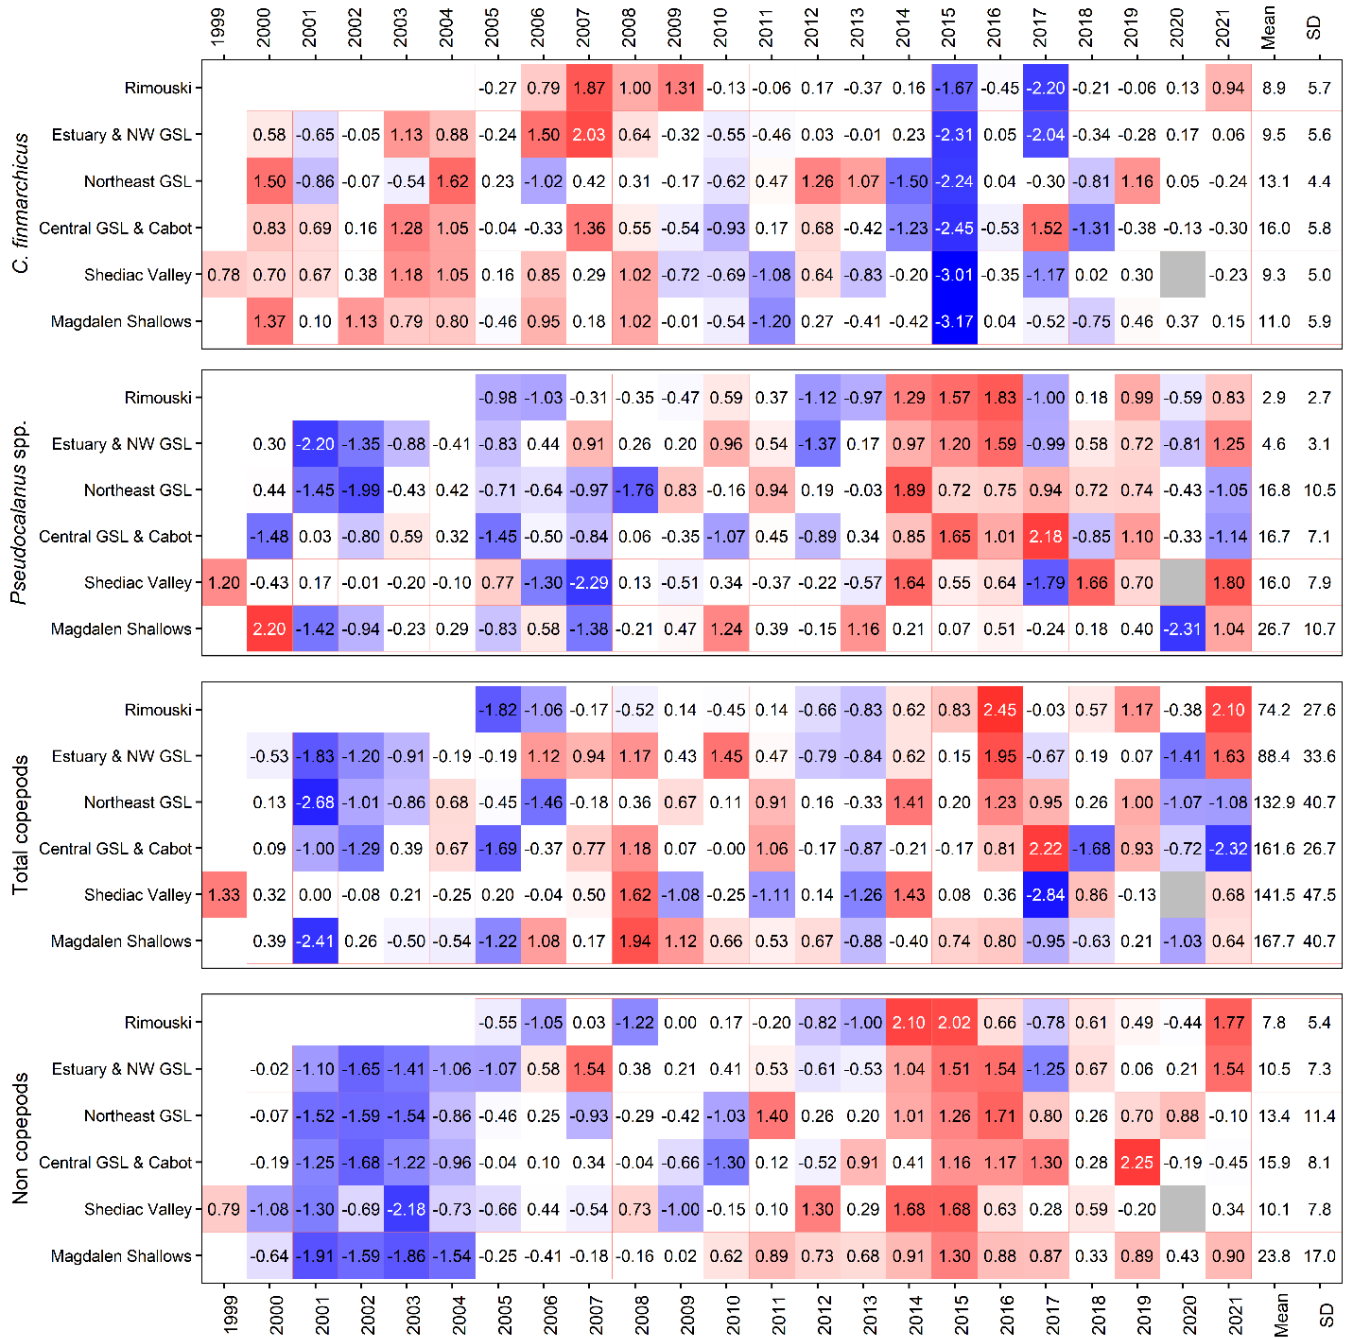 1999 2000 2001 2002 2003 2004 2005 2006 2007 2008 2009 2010 2011 2012 2013 2014 2015 2016 2017 2018 2019 2020 2021 Mean SD
C. finmarchicus
Rimouski -0.27 0.79 1.87 1.00 1.31 -0.13 -0.06 0.17 -0.37 0.16 -1.67 -0.45 -2.20 -0.21 -0.06 0.13 0.94 8.9 5.7
Estuary & NW GSL 0.58 -0.65 -0.05 1.13 0.88 -0.24 1.50 2.03 0.64 -0.32 -0.55 -0.46 0.03 -0.01 0.23 -2.31 0.05 -2.04 -0.34 -0.28 0.17 0.06 9.5 5.6
Northeast GSL 1.50 -0.86 -0.07 -0.54 1.62 0.23 -1.02 0.42 0.31 -0.17 -0.62 0.47 1.26 1.07 -1.50 -2.24 0.04 -0.30 -0.81 1.16 0.05 -0.24 13.1 4.4
Central GSL & Cabot 0.83 0.69 0.16 1.28 1.05 -0.04 -0.33 1.36 0.55 -0.54 -0.93 0.17 0.68 -0.42 -1.23 -2.45 -0.53 1.52 -1.31 -0.38 -0.13 -0.30 16.0 5.8
Shediac Valley 0.78 0.70 0.67 0.38 1.18 1.05 0.16 0.85 0.29 1.02 -0.72 -0.69 -1.08 0.64 -0.83 -0.20 -3.01 -0.35 -1.17 0.02 0.30 -0.23 9.3 5.0
Magdalen Shallows 1.37 0.10 1.13 0.79 0.80 -0.46 0.95 0.18 1.02 -0.01 -0.54 -1.20 0.27 -0.41 -0.42 -3.17 0.04 -0.52 -0.75 0.46 0.37 0.15 11.0 5.9
Pseudocalanus spp.
Rimouski -0.98 -1.03 -0.31 -0.35 -0.47 0.59 0.37 -1.12 -0.97 1.29 1.57 1.83 -1.00 0.18 0.99 -0.59 0.83 2.9 2.7
Estuary & NW GSL 0.30 -2.20 -1.35 -0.88 -0.41 -0.83 0.44 0.91 0.26 0.20 0.96 0.54 -1.37 0.17 0.97 1.20 1.59 -0.99 0.58 0.72 -0.81 1.25 4.6 3.1
Northeast GSL 0.44 -1.45 -1.99 -0.43 0.42 -0.71 -0.64 -0.97 -1.76 0.83 -0.16 0.94 0.19 -0.03 1.89 0.72 0.75 0.94 0.72 0.74 -0.43 -1.05 16.8 10.5
Central GSL & Cabot -1.48 0.03 -0.80 0.59 0.32 -1.45 -0.50 -0.84 0.06 -0.35 -1.07 0.45 -0.89 0.34 0.85 1.65 1.01 2.18 -0.85 1.10 -0.33 -1.14 16.7 7.1
Shediac Valley 1.20 -0.43 0.17 -0.01 -0.20 -0.10 0.77 -1.30 -2.29 0.13 -0.51 0.34 -0.37 -0.22 -0.57 1.64 0.55 0.64 -1.79 1.66 0.70 1.80 16.0 7.9
Magdalen Shallows 2.20 -1.42 -0.94 -0.23 0.29 -0.83 0.58 -1.38 -0.21 0.47 1.24 0.39 -0.15 1.16 0.21 0.07 0.51 -0.24 0.18 0.40 -2.31 1.04 26.7 10.7
Total copepods
Rimouski -1.82 -1.06 -0.17 -0.52 0.14 -0.45 0.14 -0.66 -0.83 0.62 0.83 2.45 -0.03 0.57 1.17 -0.38 2.10 74.2 27.6
Estuary & NW GSL -0.53 -1.83 -1.20 -0.91 -0.19 -0.19 1.12 0.94 1.17 0.43 1.45 0.47 -0.79 -0.84 0.62 0.15 1.95 -0.67 0.19 0.07 -1.41 1.63 88.4 33.6
Northeast GSL 0.13 -2.68 -1.01 -0.86 0.68 -0.45 -1.46 -0.18 0.36 0.67 0.11 0.91 0.16 -0.33 1.41 0.20 1.23 0.95 0.26 1.00 -1.07 -1.08 132.9 40.7
Central GSL & Cabot 0.09 -1.00 -1.29 0.39 0.67 -1.69 -0.37 0.77 1.18 0.07 -0.00 1.06 -0.17 -0.87 -0.21 -0.17 0.81 2.22 -1.68 0.93 -0.72 -2.32 161.6 26.7
Shediac Valley 1.33 0.32 0.00 -0.08 0.21 -0.25 0.20 -0.04 0.50 1.62 -1.08 -0.25 -1.11 0.14 -1.26 1.43 0.08 0.36 -2.84 0.86 -0.13 0.68 141.5 47.5
Magdalen Shallows 0.39 -2.41 0.26 -0.50 -0.54 -1.22 1.08 0.17 1.94 1.12 0.66 0.53 0.67 -0.88 -0.40 0.74 0.80 -0.95 -0.63 0.21 -1.03 0.64 167.7 40.7
Non copepods
Rimouski -0.55 -1.05 0.03 -1.22 0.00 0.17 -0.20 -0.82 -1.00 2.10 2.02 0.66 -0.78 0.61 0.49 -0.44 1.77 7.8 5.4
Estuary & NW GSL -0.02 -1.10 -1.65 -1.41 -1.06 -1.07 0.58 1.54 0.38 0.21 0.41 0.53 -0.61 -0.53 1.04 1.51 1.54 -1.25 0.67 0.06 0.21 1.54 10.5 7.3
Northeast GSL -0.07 -1.52 -1.59 -1.54 -0.86 -0.46 0.25 -0.93 -0.29 -0.42 -1.03 1.40 0.26 0.20 1.01 1.26 1.71 0.80 0.26 0.70 0.88 -0.10 13.4 11.4
Central GSL & Cabot -0.19 -1.25 -1.68 -1.22 -0.96 -0.04 0.10 0.34 -0.04 -0.66 -1.30 0.12 -0.52 0.91 0.41 1.16 1.17 1.30 0.28 2.25 -0.19 -0.45 15.9 8.1
Shediac Valley 0.79 -1.08 -1.30 -0.69 -2.18 -0.73 -0.66 0.44 -0.54 0.73 -1.00 -0.15 0.10 1.30 0.29 1.68 1.68 0.63 0.28 0.59 -0.20 0.34 10.1 7.8
Magdalen Shallows -0.64 -1.91 -1.59 -1.86 -1.54 -0.25 -0.41 -0.18 -0.16 0.02 0.62 0.89 0.73 0.68 0.91 1.30 0.88 0.87 0.33 0.89 0.43 0.90 23.8 17.0
1999 2000 2001 2002 2003 2004 2005 2006 2007 2008 2009 2010 2011 2012 2013 2014 2015 2016 2017 2018 2019 2020 2021 Mean SD